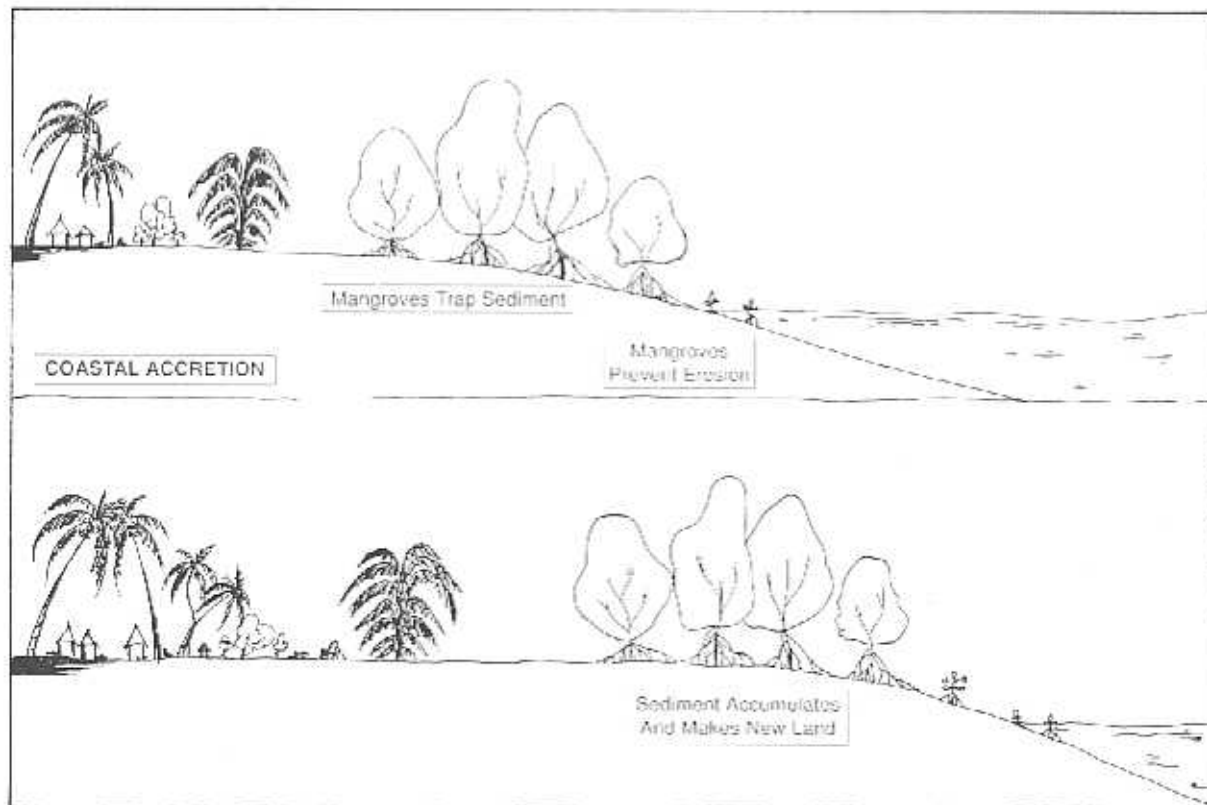 Mangroves Trap Sediment
COASTAL ACCRETION
Mangroves
Prevent Erosion
Sediment Accumulates
And Makes New Land